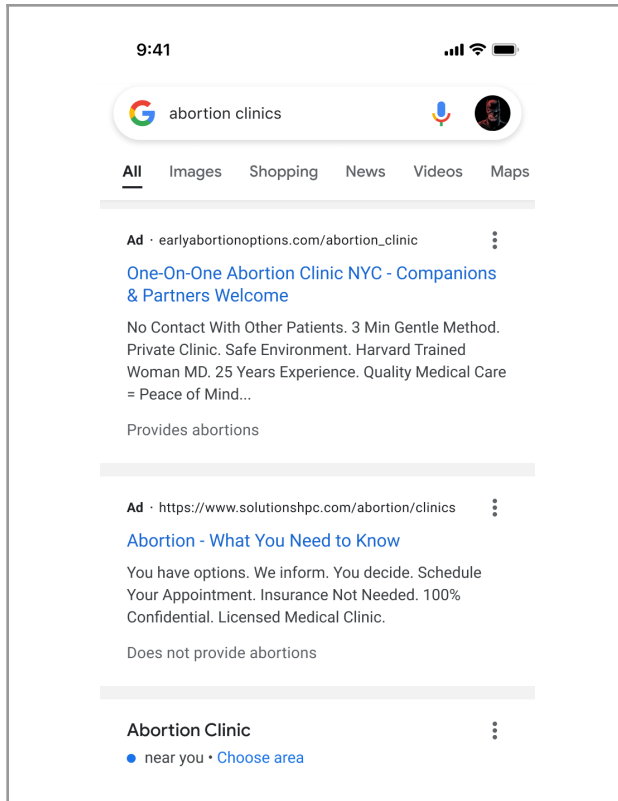 9:41
abortion clinics
All Images Shopping News Videos Maps
Ad · earlyabortionoptions.com/abortion_clinic
One-On-One Abortion Clinic NYC - Companions
& Partners Welcome
No Contact With Other Patients. 3 Min Gentle Method.
Private Clinic. Safe Environment. Harvard Trained
Woman MD. 25 Years Experience. Quality Medical Care
= Peace of Mind...
Provides abortions
Ad · https://www.solutionshpc.com/abortion/clinics
Abortion - What You Need to Know
You have options. We inform. You decide. Schedule
Your Appointment. Insurance Not Needed. 100%
Confidential. Licensed Medical Clinic.
Does not provide abortions
Abortion Clinic
near you • Choose area